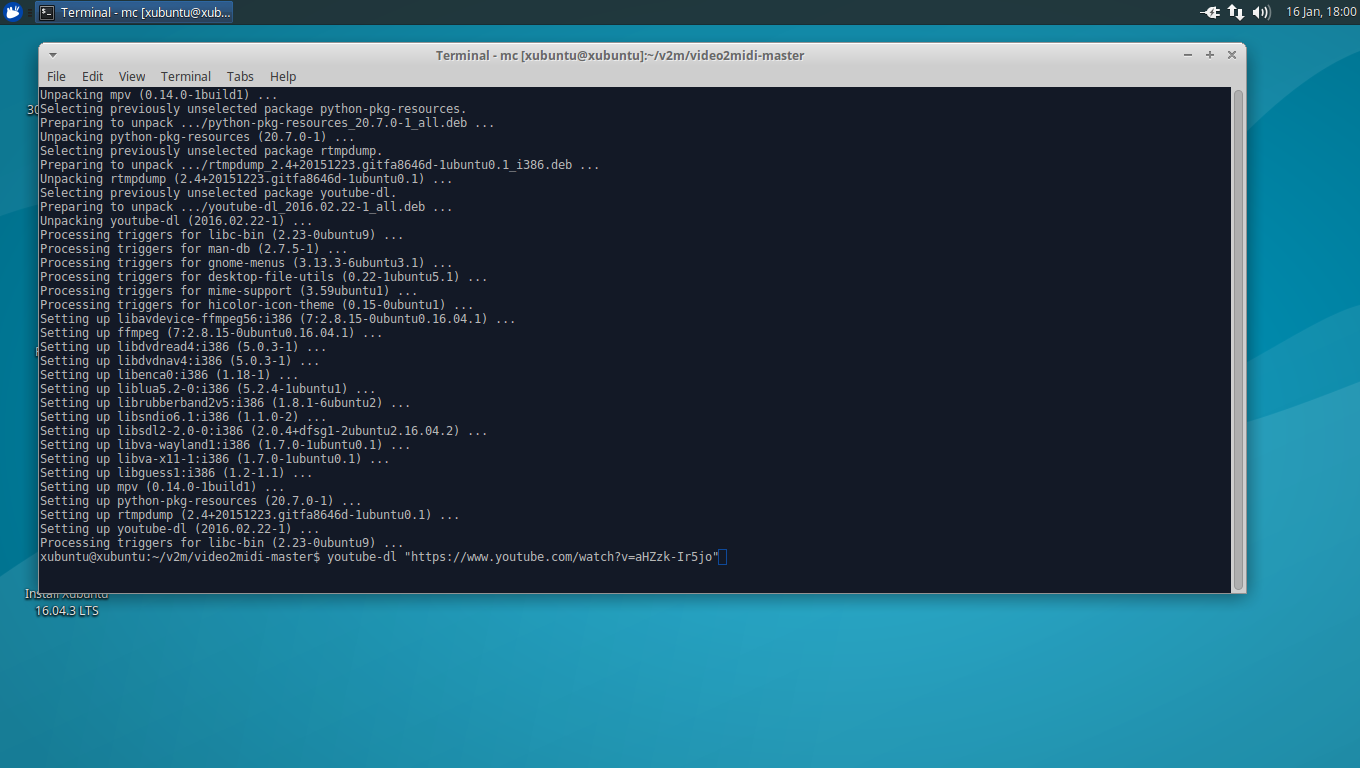 Terminal - mc [xubuntu@xub...
16 Jan, 18:00
Terminal - mc [xubuntu@xubuntu]:~/v2m/video2midi-master
File Edit View Terminal Tabs Help
Unpacking mpv (0.14.0-1build1) ...
Selecting previously unselected package python-pkg-resources.
Preparing to unpack .../python-pkg-resources_20.7.0-1_all.deb ...
Unpacking python-pkg-resources (20.7.0-1) ...
Selecting previously unselected package rtmpdump.
Preparing to unpack .../rtmpdump_2.4+20151223.gitfa8646d-1ubuntu0.1_i386.deb ...
Unpacking rtmpdump (2.4+20151223.gitfa8646d-1ubuntu0.1) ...
Selecting previously unselected package youtube-dl.
Preparing to unpack .../youtube-dl_2016.02.22-1_all.deb ...
Unpacking youtube-dl (2016.02.22-1) ...
Processing triggers for libc-bin (2.23-0ubuntu9) ...
Processing triggers for man-db (2.7.5-1) ...
Processing triggers for gnome-menus (3.13.3-6ubuntu3.1) ...
Processing triggers for desktop-file-utils (0.22-1ubuntu5.1) ...
Processing triggers for mime-support (3.59ubuntu1) ...
Processing triggers for hicolor-icon-theme (0.15-0ubuntu1) ...
Setting up libavdevice-ffmpeg56:i386 (7:2.8.15-0ubuntu0.16.04.1) ...
Setting up ffmpeg (7:2.8.15-0ubuntu0.16.04.1) ...
Setting up libdvdread4:i386 (5.0.3-1) ...
Setting up libdvdnav4:i386 (5.0.3-1) ...
Setting up libenca0:i386 (1.18-1) ...
Setting up liblua5.2-0:i386 (5.2.4-1ubuntu1) ...
Setting up librubberband2v5:i386 (1.8.1-6ubuntu2) ...
Setting up libsndio6.1:i386 (1.1.0-2) ...
Setting up libsdl2-2.0-0:i386 (2.0.4+dfsg1-2ubuntu2.16.04.2) ...
Setting up libva-wayland1:i386 (1.7.0-1ubuntu0.1) ...
Setting up libva-x11-1:i386 (1.7.0-1ubuntu0.1) ...
Setting up libguess1:i386 (1.2-1.1) ...
Setting up mpv (0.14.0-1build1) ...
Setting up python-pkg-resources (20.7.0-1) ...
Setting up rtmpdump (2.4+20151223.gitfa8646d-1ubuntu0.1) ...
Setting up youtube-dl (2016.02.22-1) ...
Processing triggers for libc-bin (2.23-0ubuntu9) ...
xubuntu@xubuntu:~/v2m/video2midi-master$ youtube-dl "https://www.youtube.com/watch?v=aHZzk-Ir5jo"
Install Xubuntu
16.04.3 LTS